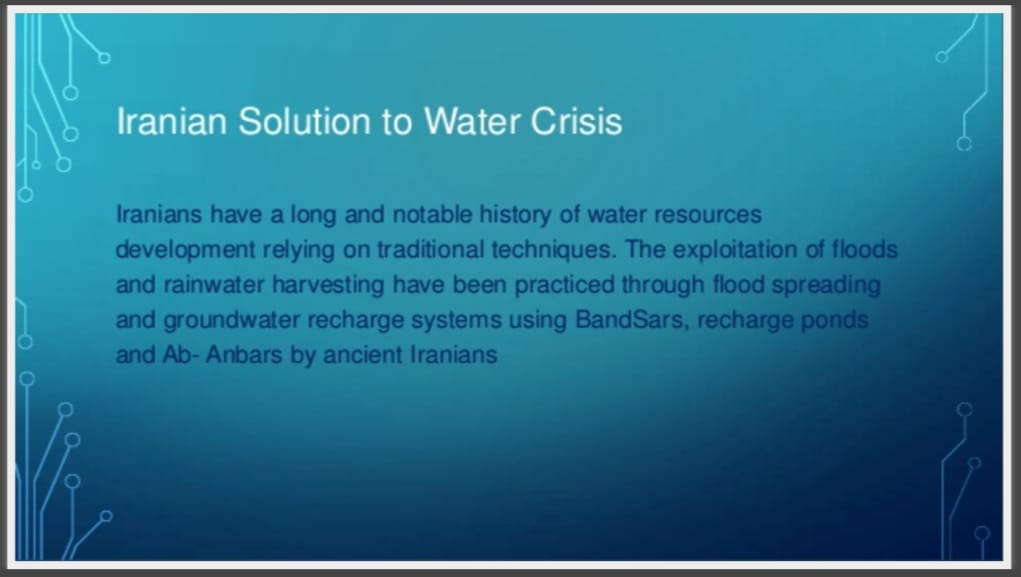 Iranian Solution to Water Crisis
Iranians have a long and notable history of water resources
development relying on traditional techniques. The exploitation of floods
and rainwater harvesting have been practiced through flood spreading
and groundwater recharge systems using BandSars, recharge ponds
and Ab- Anbars by ancient Iranians